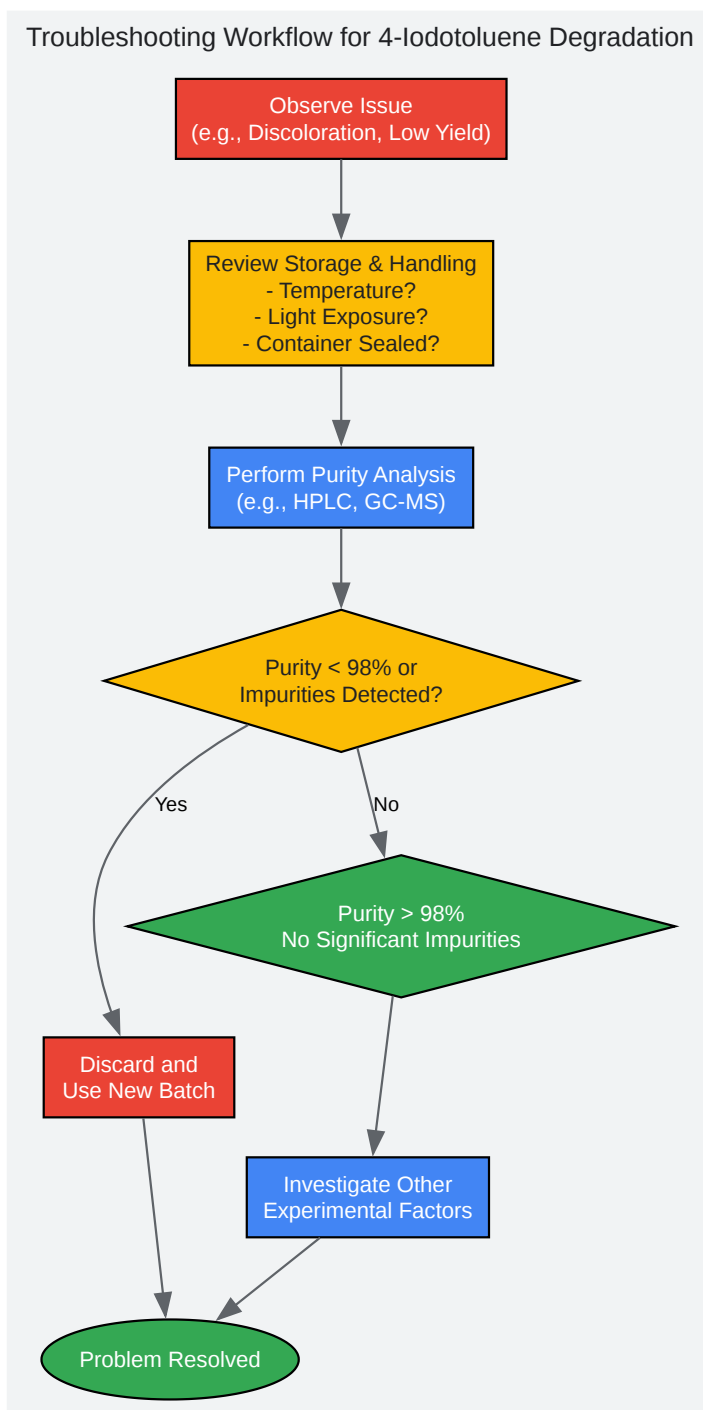 Troubleshooting Workflow for 4-Iodotoluene Degradation
Observe Issue
(e.g., Discoloration, Low Yield)
Review Storage & Handling
- Temperature?
- Light Exposure?
- Container Sealed?
Perform Purity Analysis
(e.g., HPLC, GC-MS)
Purity < 98% or
Impurities Detected?
Yes
No
Purity > 98%
No Significant Impurities
Discard and
Use New Batch
Investigate Other
Experimental Factors
Problem Resolved